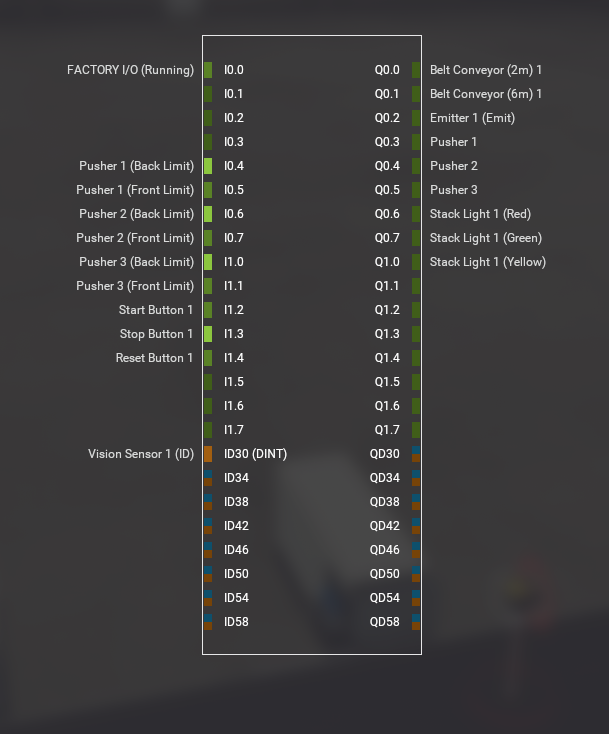 FACTORY I/O (Running) I0.0 Q0.0 Belt Conveyor (2m) 1
I0.1 Q0.1 Belt Conveyor (6m) 1
I0.2 Q0.2 Emitter 1 (Emit)
I0.3 Q0.3 Pusher 1
Pusher 1 (Back Limit) I0.4 Q0.4 Pusher 2
Pusher 1 (Front Limit) I0.5 Q0.5 Pusher 3
Pusher 2 (Back Limit) I0.6 Q0.6 Stack Light 1 (Red)
Pusher 2 (Front Limit) I0.7 Q0.7 Stack Light 1 (Green)
Pusher 3 (Back Limit) I1.0 Q1.0 Stack Light 1 (Yellow)
Pusher 3 (Front Limit) I1.1 Q1.1
Start Button 1 I1.2 Q1.2
Stop Button 1 I1.3 Q1.3
Reset Button 1 I1.4 Q1.4
I1.5 Q1.5
I1.6 Q1.6
I1.7 Q1.7
Vision Sensor 1 (ID) ID30 (DINT) QD30
ID34 QD34
ID38 QD38
ID42 QD42
ID46 QD46
ID50 QD50
ID54 QD54
ID58 QD58